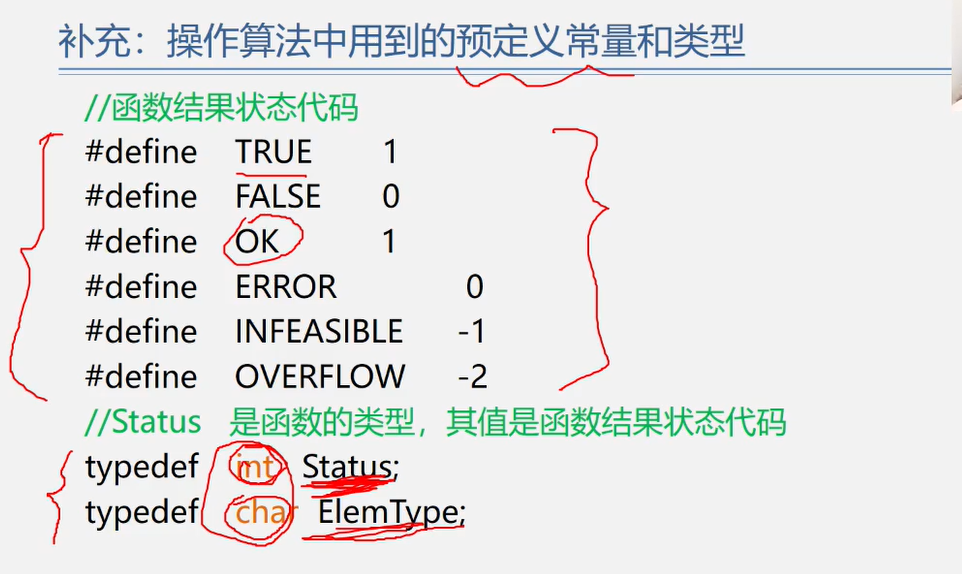 补充：操作算法中用到的预定义常量和类型
//函数结果状态代码
#define TRUE 1
#define FALSE 0
#define OK 1
#define ERROR 0
#define INFEASIBLE -1
#define OVERFLOW -2
//Status 是函数的类型，其值是函数结果状态代码
typedef int Status;
typedef char ElemType;